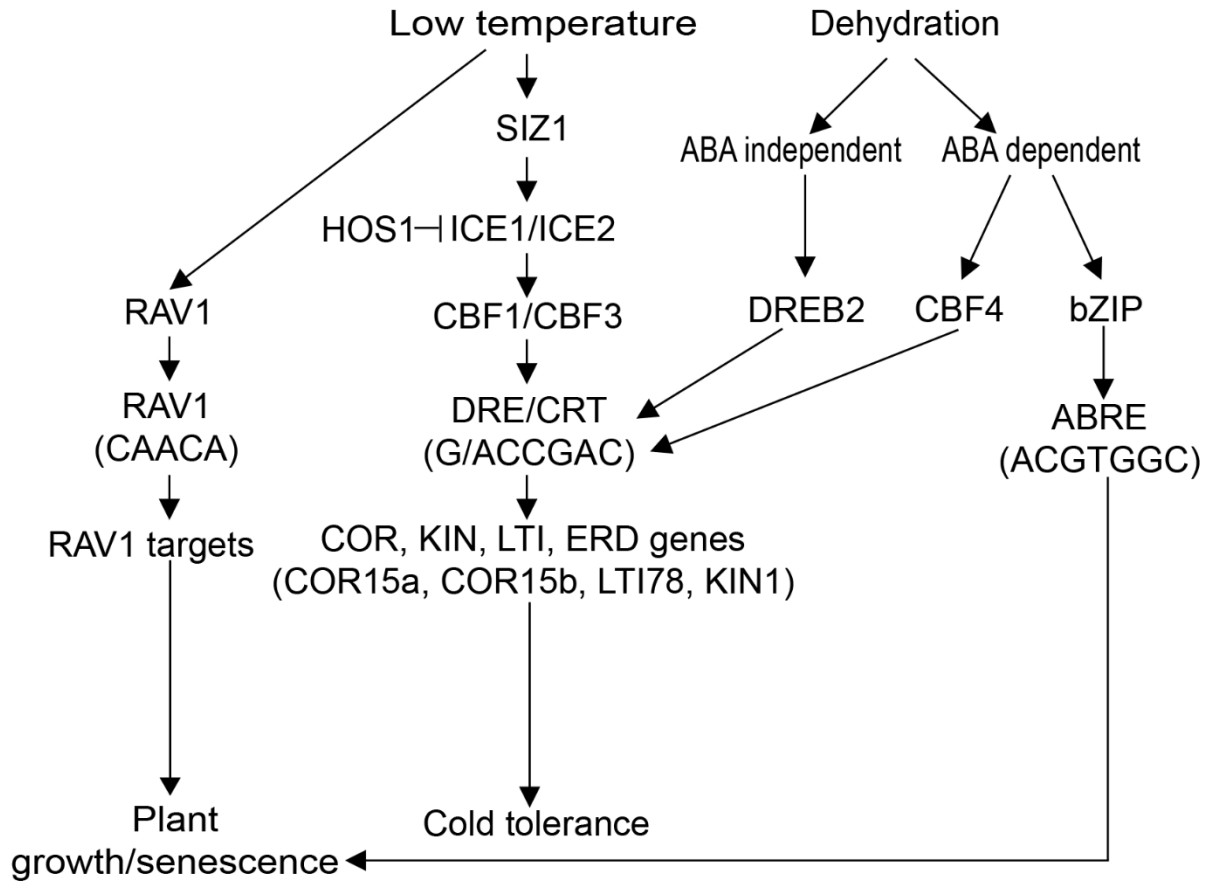 Low temperature
Dehydration
SIZ1
ABA independent
ABA dependent
HOS1
ICE1/ICE2
RAV1
CBF1/CBF3
DREB2
CBF4
bZIP
RAV1
(CAACA)
DRE/CRT
(G/ACCGAC)
ABRE
(ACGTGGC)
RAV1 targets
COR, KIN, LTI, ERD genes
(COR15a, COR15b, LTI78, KIN1)
Plant
growth/senescence
Cold tolerance